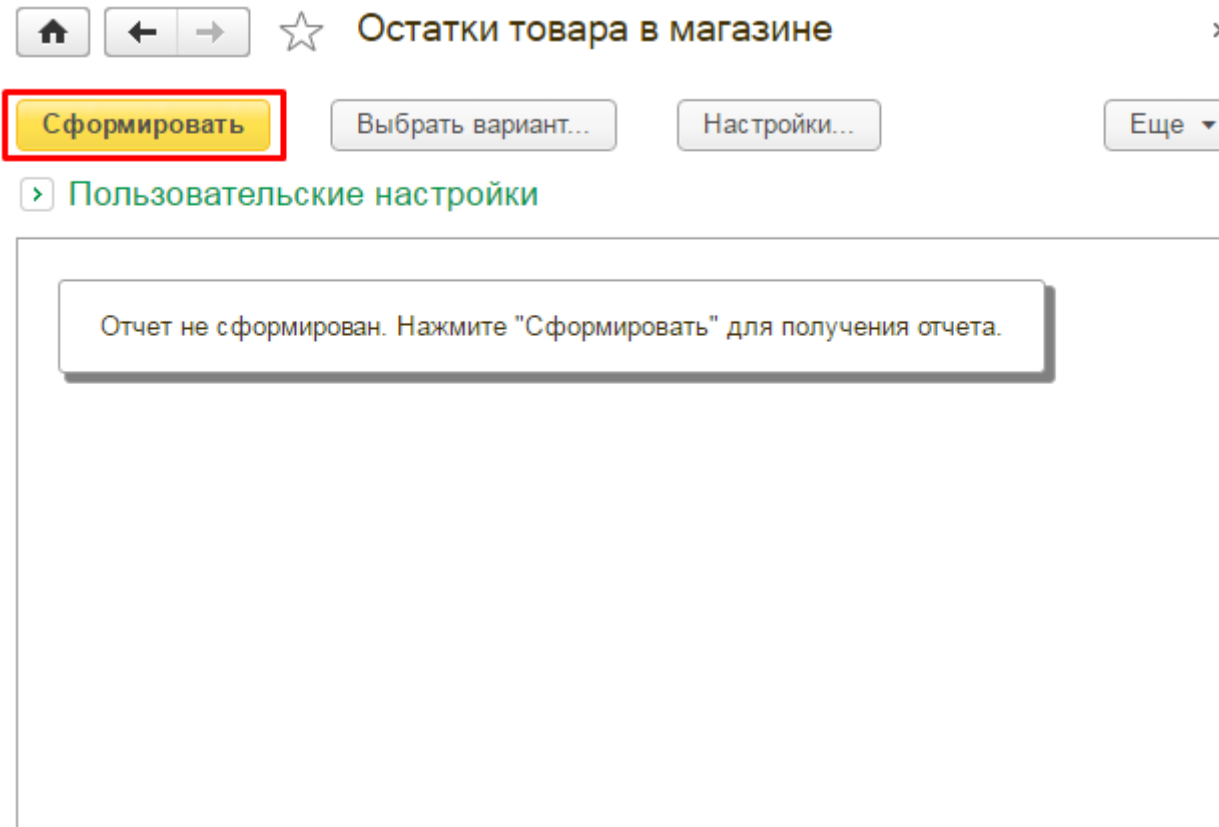 Остатки товара в магазине
Сформировать
Выбрать вариант...
Настройки...
Еще
Пользовательские настройки
Отчет не сформирован. Нажмите "Сформировать" для получения отчета.